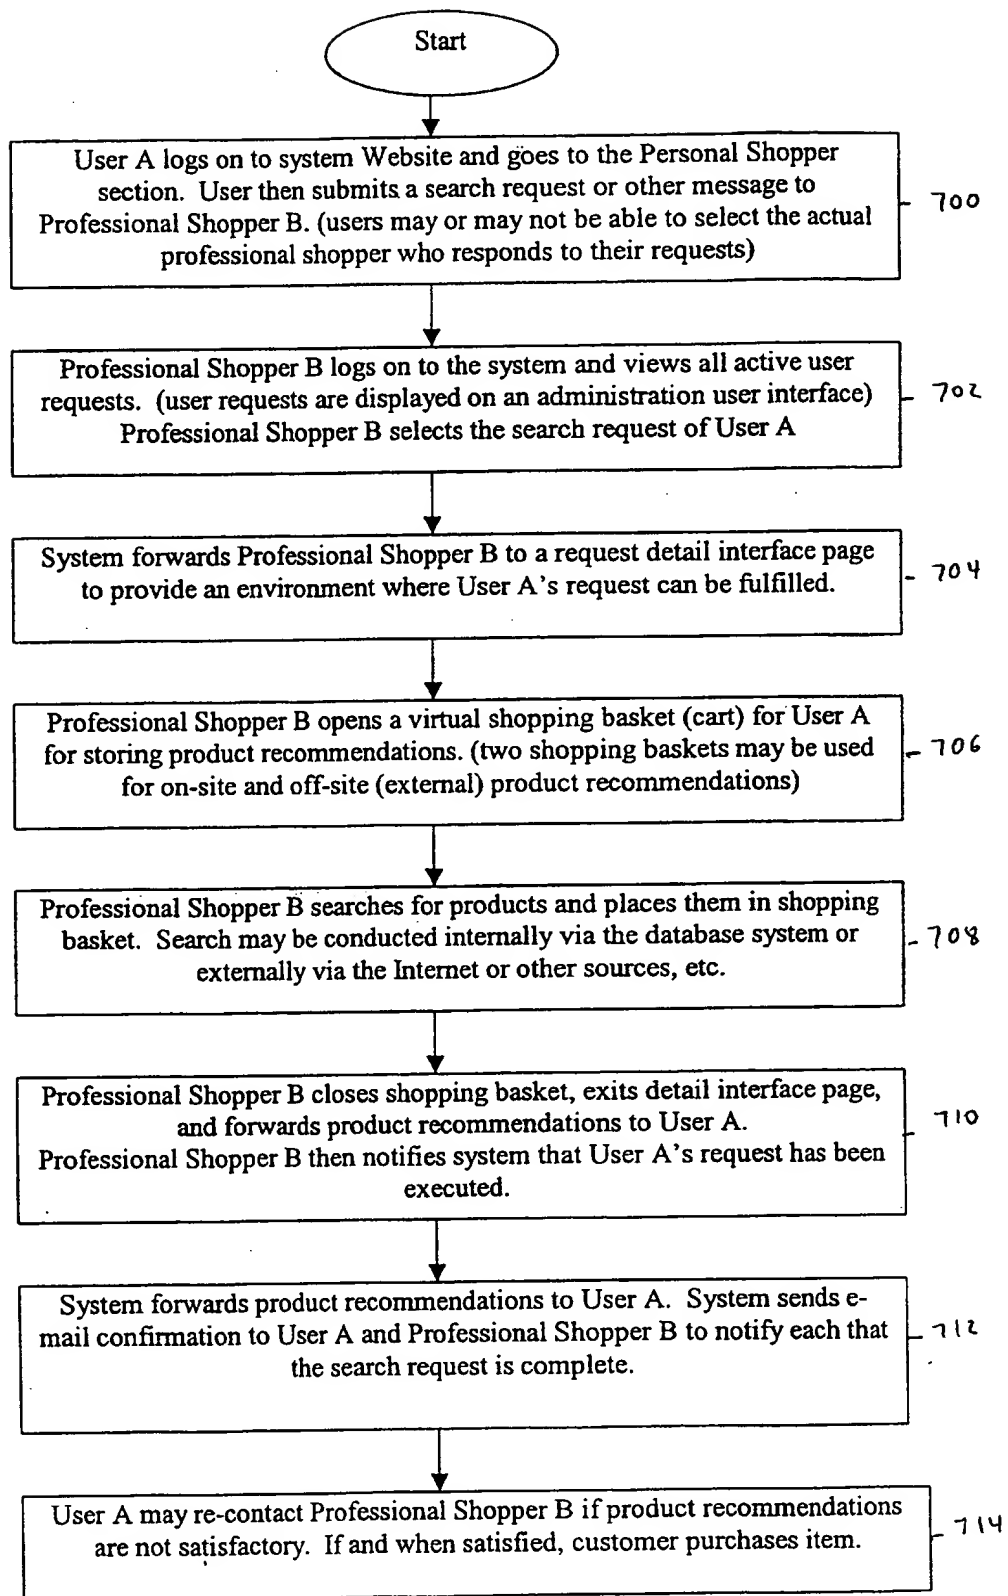 Start
User A logs on to system Website and goes to the Personal Shopper
section. User then submits a search request or other message to
Professional Shopper B. (users may or may not be able to select the actual
professional shopper who responds to their requests)
700
Professional Shopper B logs on to the system and views all active user
requests. (user requests are displayed on an administration user interface)
Professional Shopper B selects the search request of User A
702
System forwards Professional Shopper B to a request detail interface page
to provide an environment where User A's request can be fulfilled.
704
Professional Shopper B opens a virtual shopping basket (cart) for User A
for storing product recommendations. (two shopping baskets may be used
for on-site and off-site (external) product recommendations)
706
Professional Shopper B searches for products and places them in shopping
basket. Search may be conducted internally via the database system or
externally via the Internet or other sources, etc.
708
Professional Shopper B closes shopping basket, exits detail interface page,
and forwards product recommendations to User A.
Professional Shopper B then notifies system that User A's request has been
executed.
710
System forwards product recommendations to User A. System sends e-
mail confirmation to User A and Professional Shopper B to notify each that
the search request is complete.
712
User A may re-contact Professional Shopper B if product recommendations
are not satisfactory. If and when satisfied, customer purchases item.
714